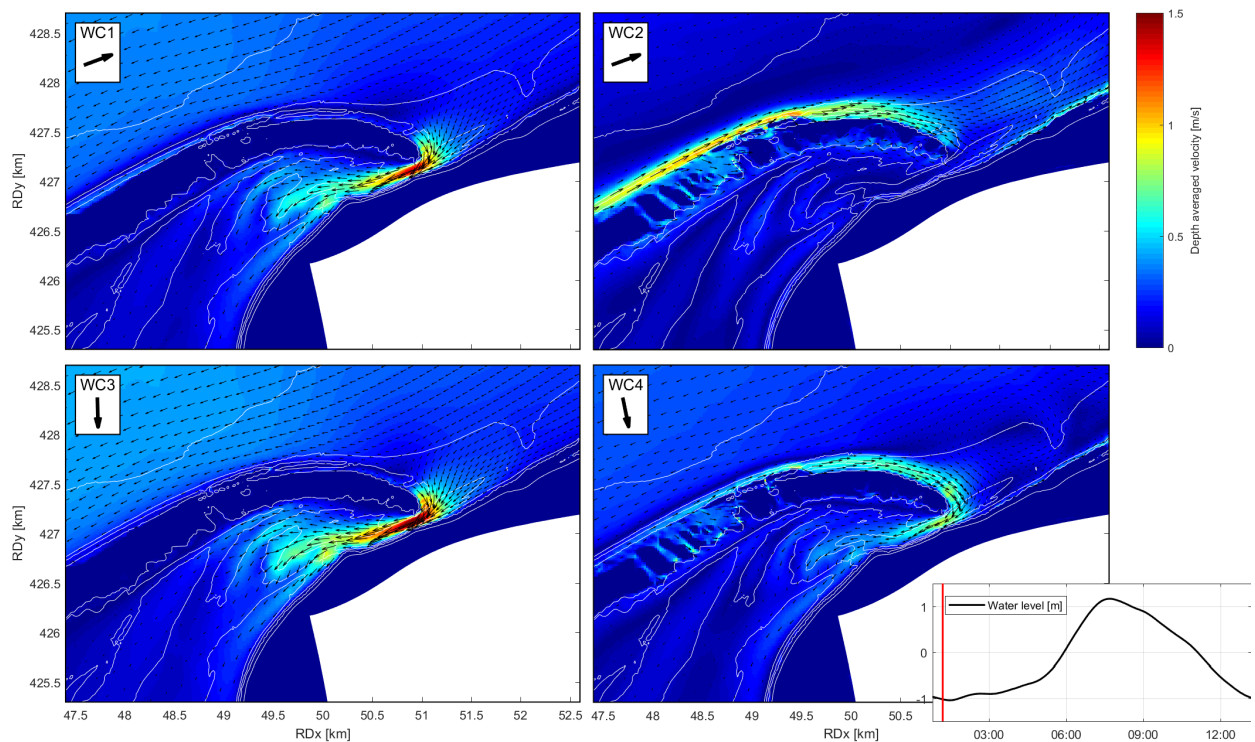 WC1
WC2
428.5
428
427.5
427
426.5
426
425.5
RDy [km]
1.5
1
0.5
0
Depth averaged velocity [m/s]
WC3
WC4
428.5
428
427.5
427
426.5
426
425.5
RDy [km]
47.5 48 48.5 49 49.5 50 50.5 51 51.5 52 52.5
RDx [km]
47.5 48 48.5 49 49.5 50 50.5
RDx [km]
Water level [m]
1
0
-1
03:00 06:00 09:00 12:00